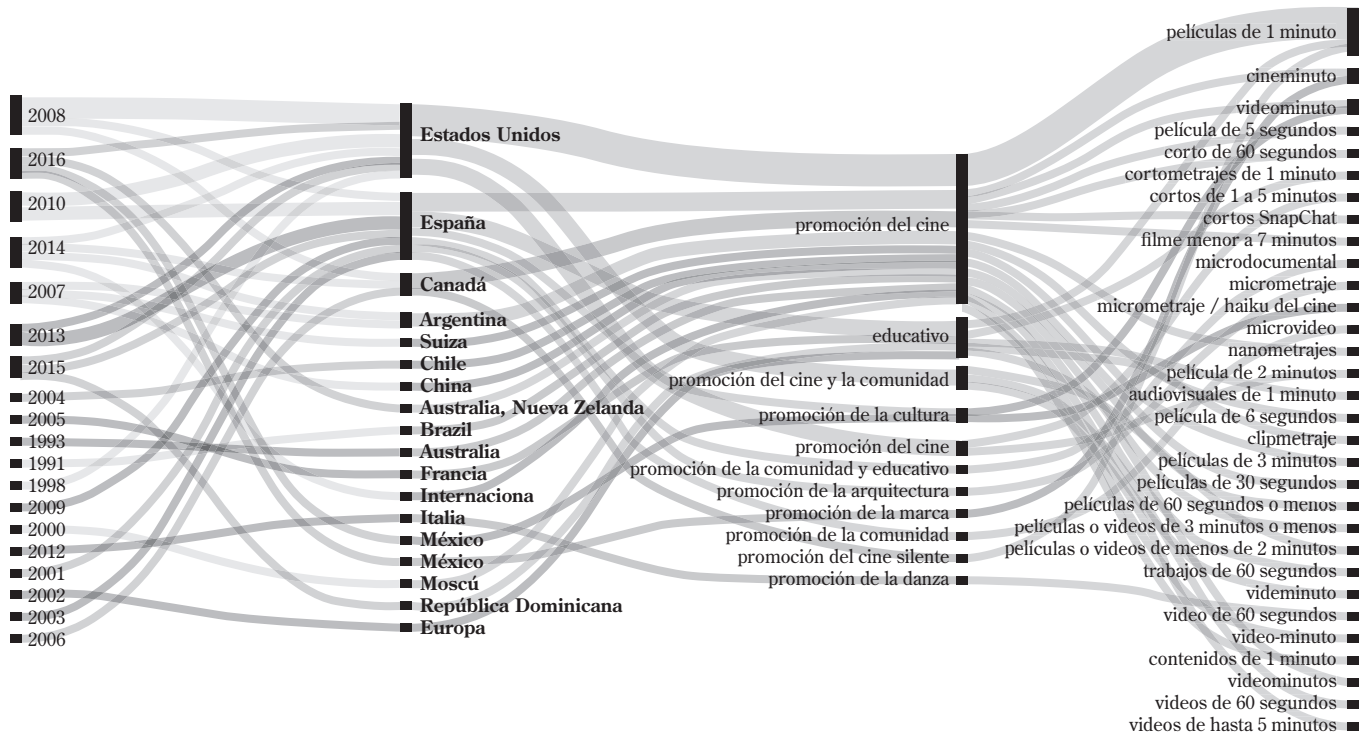 2008
2016
2010
2014
2007
2013
2015
2004
2005
1993
1991
1998
2009
2000
2012
2001
2002
2003
2006
Estados Unidos
España
Canadá
Argentina
Suiza
Chile
China
Australia, Nueva Zelanda
Brazil
Australia
Francia
Internaciona
Italia
México
México
Moscú
República Dominicana
Europa
promoción del cine
educativo
promoción del cine y la comunidad
promoción de la cultura
promoción del cine
promoción de la comunidad y educativo
promoción de la arquitectura
promoción de la marca
promoción de la comunidad
promoción del cine silente
promoción de la danza
películas de 1 minuto
cineminuto
videominuto
película de 5 segundos
corto de 60 segundos
cortometrajes de 1 minuto
cortos de 1 a 5 minutos
cortos SnapChat
filme menor a 7 minutos
microdocumental
micrometraje
micrometraje / haiku del cine
microvideo
nanometrajes
película de 2 minutos
audiovisuales de 1 minuto
película de 6 segundos
clipmetraje
películas de 3 minutos
películas de 30 segundos
películas de 60 segundos o menos
películas o videos de 3 minutos o menos
películas o videos de menos de 2 minutos
trabajos de 60 segundos
videminuto
video de 60 segundos
video-minuto
contenidos de 1 minuto
videominutos
videos de 60 segundos
videos de hasta 5 minutos